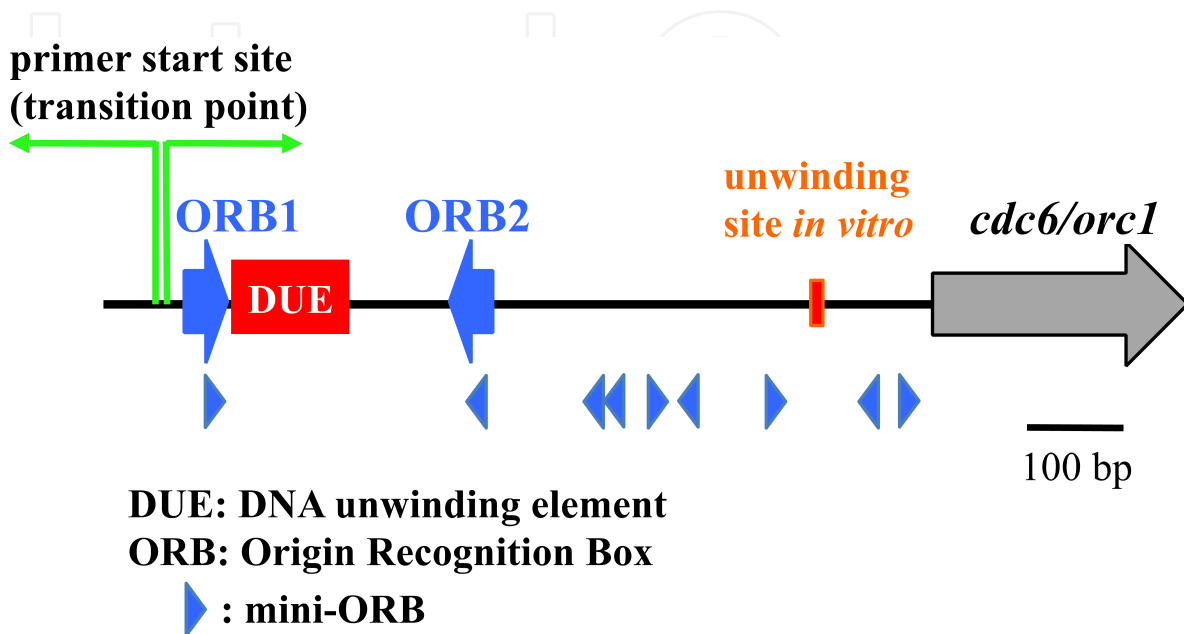 primer start site
(transition point)
ORB1
ORB2
unwinding
site in vitro
cdc6/orc1
DUE
100 bp
DUE: DNA unwinding element
ORB: Origin Recognition Box
: mini-ORB